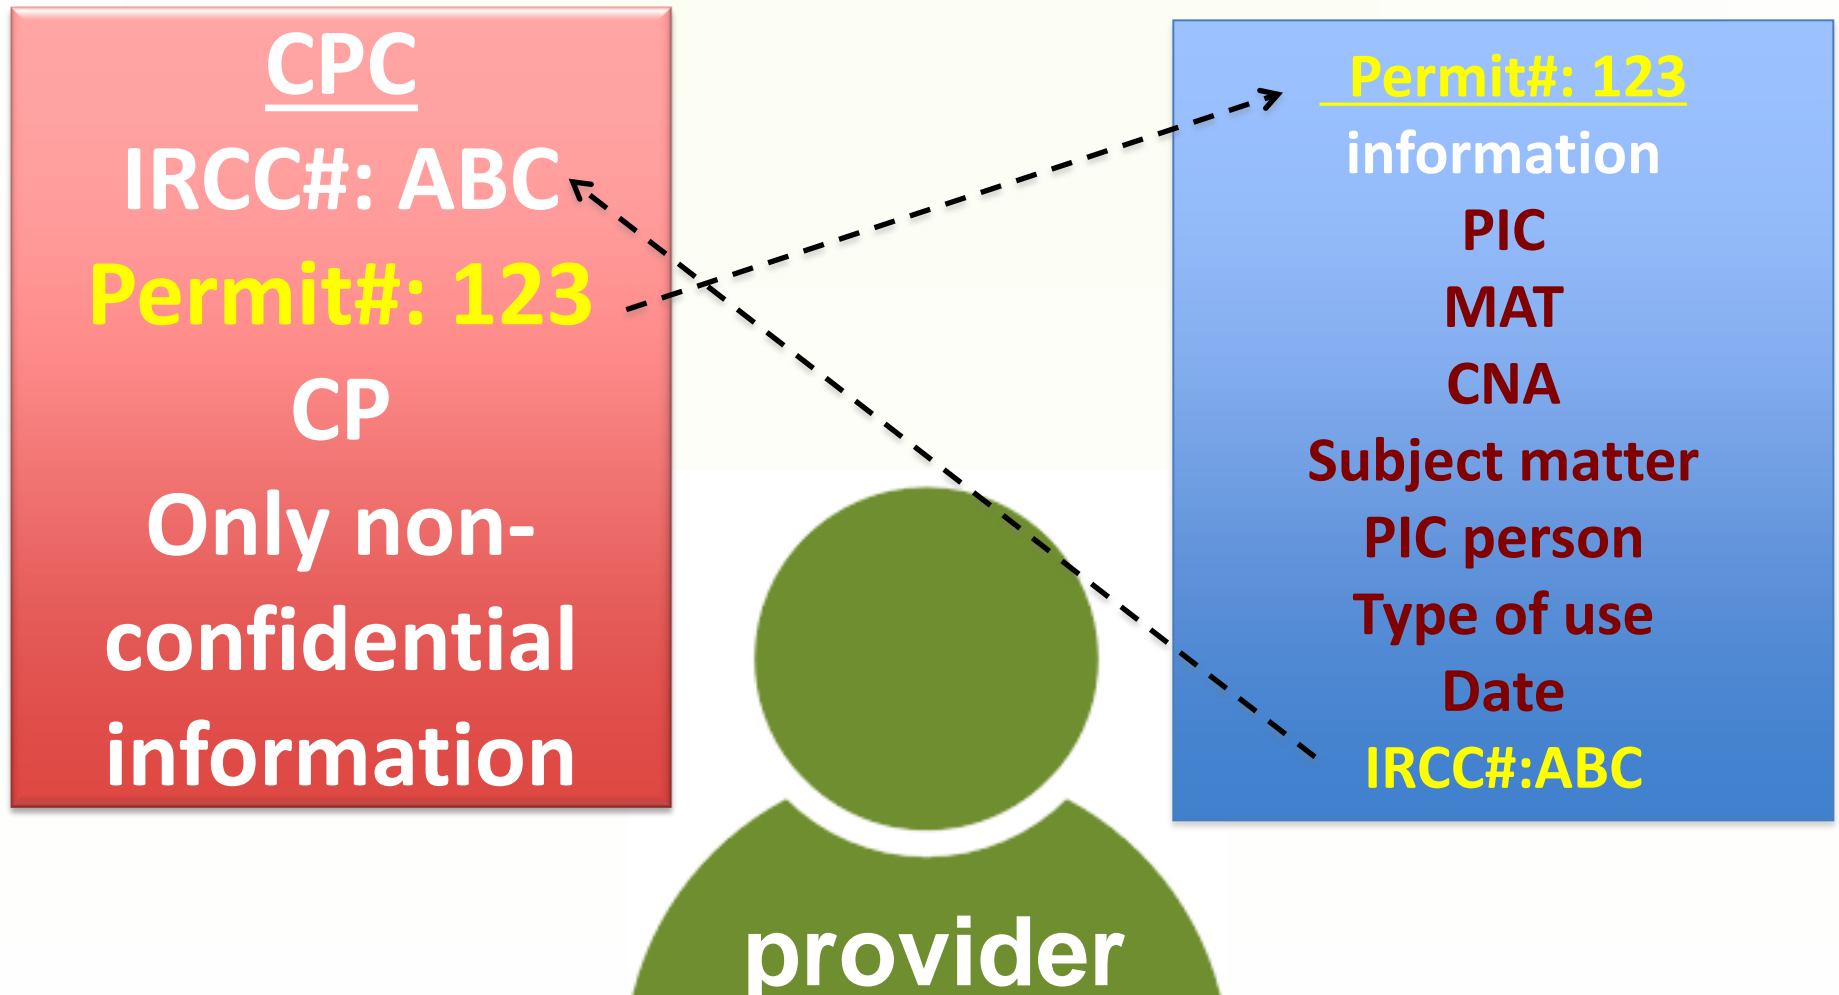 CPC
IRCC#: ABC
Permit#: 123
CP
Only non-
confidential
information
Permit#: 123
information
PIC
MAT
CNA
Subject matter
PIC person
Type of use
Date
IRCC#:ABC
provider